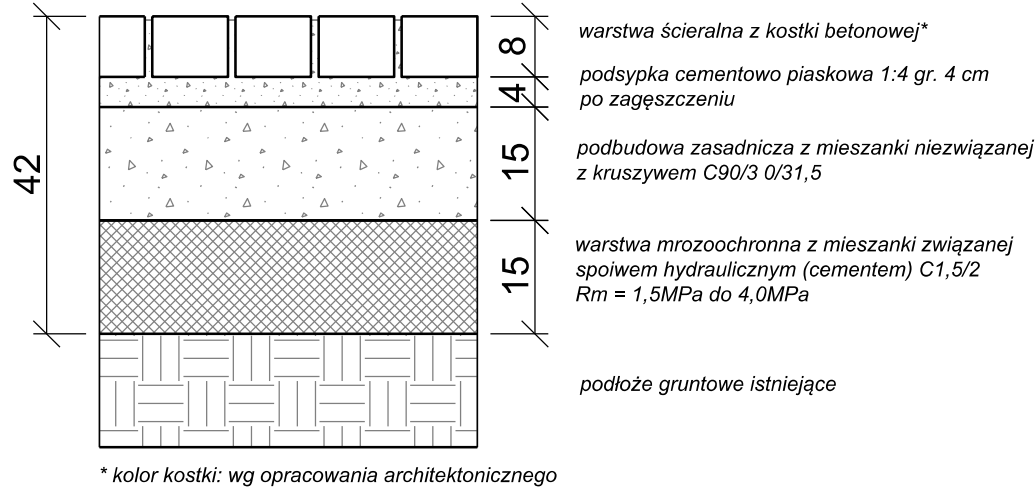 warstwa ścieralna z kostki betonowej*
8
podsypka cementowo piaskowa 1:4 gr. 4 cm
po zagęszczeniu
4
42
podbudowa zasadnicza z mieszanki niezwiązanej
z kruszywem C90/3 0/31,5
15
warstwa mrozoochronna z mieszanki związanej
spoiwem hydraulicznym (cementem) C1,5/2
Rm = 1,5MPa do 4,0MPa
15
podłoże gruntowe istniejące
* kolor kostki: wg opracowania architektonicznego